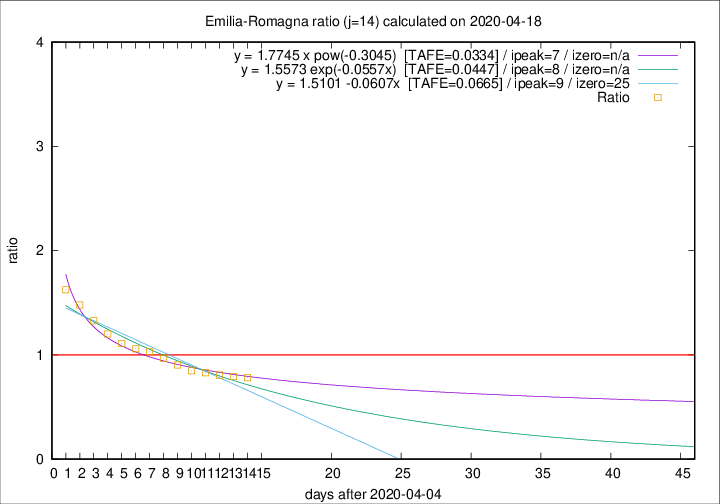 Emilia-Romagna ratio (j=14) calculated on 2020-04-18
y = 1.7745 x pow(-0.3045)  [TAFE=0.0334] / ipeak=7 / izero=n/a
y = 1.5573 exp(-0.0557x)  [TAFE=0.0447] / ipeak=8 / izero=n/a
y = 1.5101 -0.0607x  [TAFE=0.0665] / ipeak=9 / izero=25
Ratio
4
3
2
1
0
ratio
0 1 2 3 4 5 6 7 8 9 10 11 12 13 14 15 20 25 30 35 40 45
days after 2020-04-04